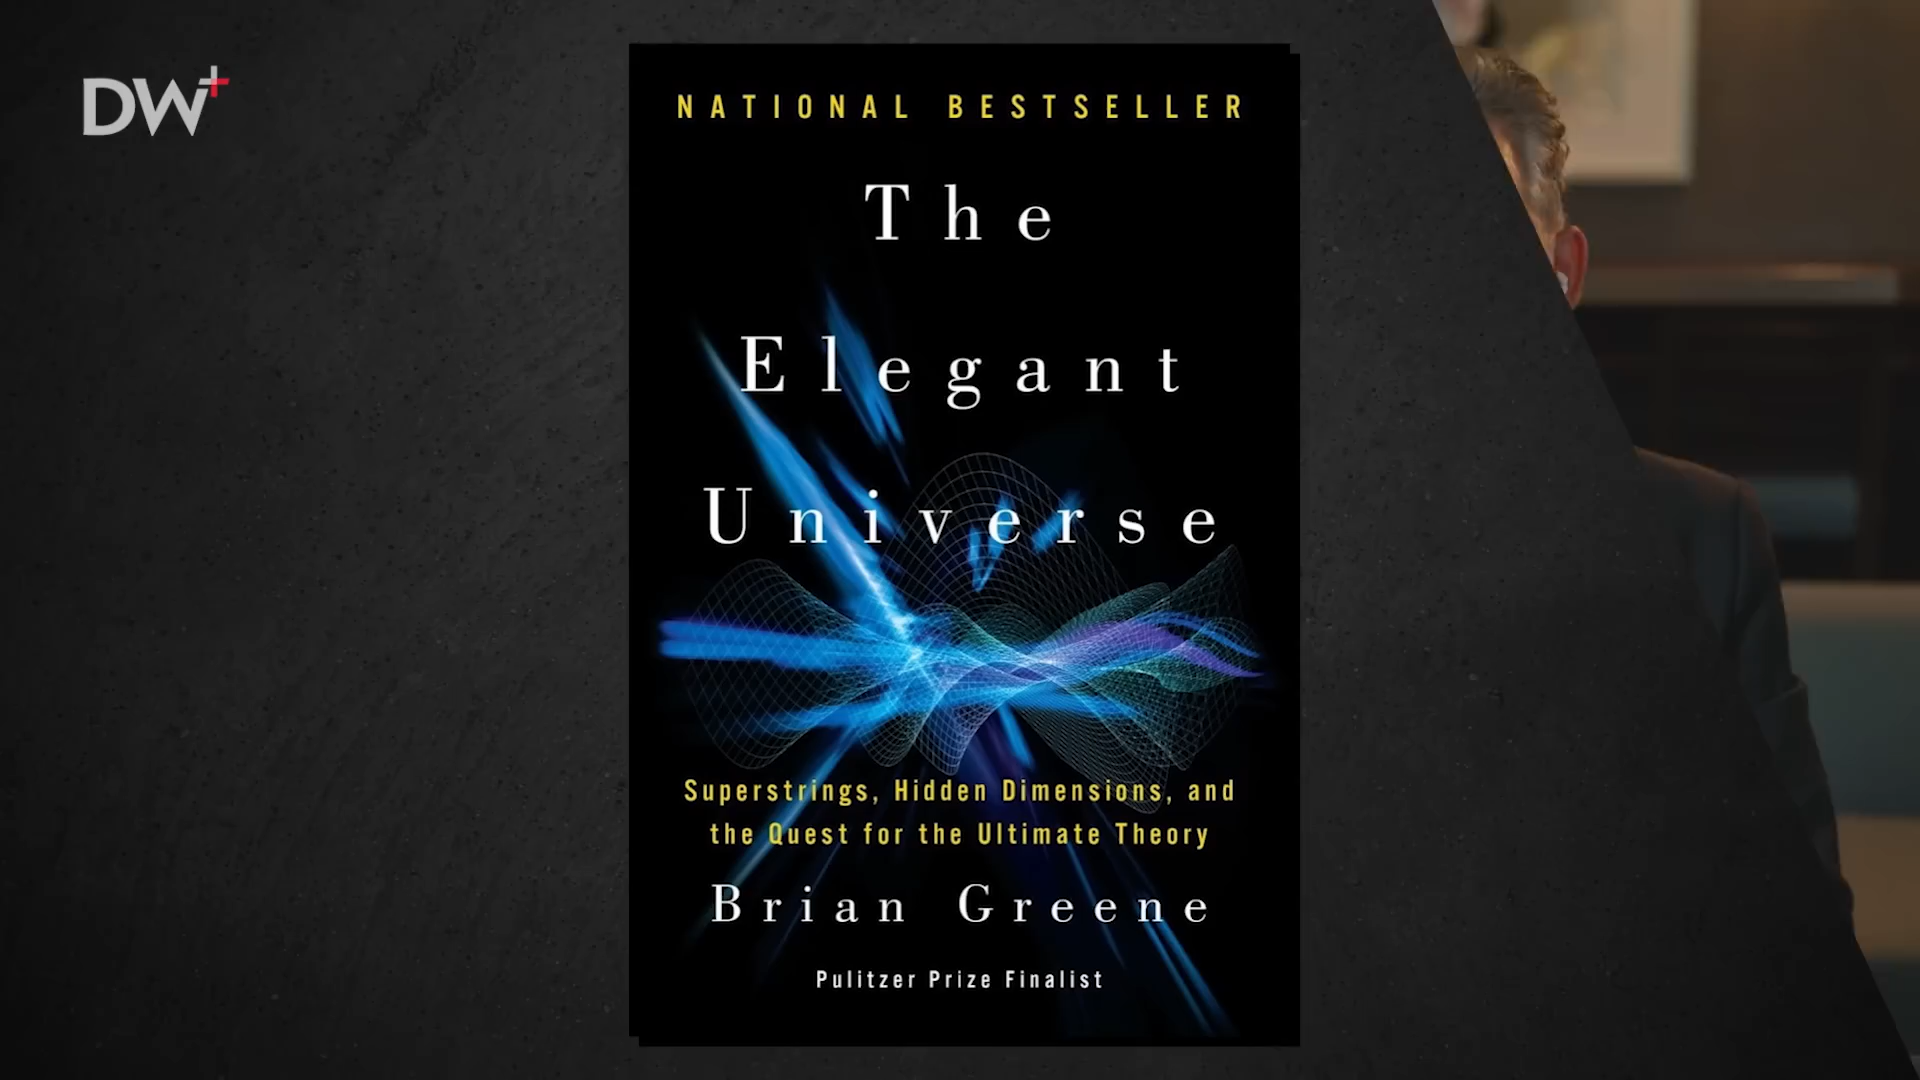 DW+
NATIONAL BESTSELLER
The
Elegant
Universe
Superstrings, Hidden Dimensions, and
the Quest for the Ultimate Theory
Brian Greene
Pulitzer Prize Finalist